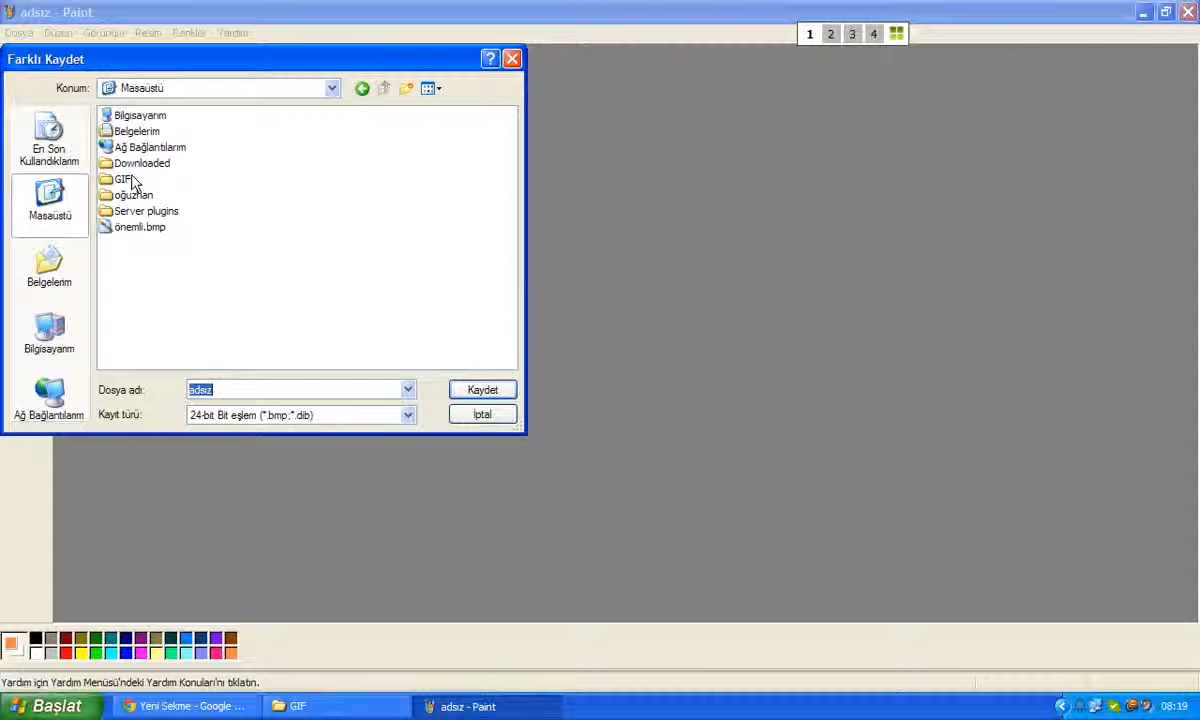 adsız - Paint
Dosya Düzen Görünüm Resim Renkler Yardım
1 2 3 4
Farklı Kaydet
Konum: Masaüstü
En Son Kullandıklarım
Masaüstü
Belgelerim
Bilgisayarım
Ağ Bağlantılarım
Bilgisayarım
Belgelerim
Ağ Bağlantılarım
Downloaded
GIF
oğuzhan
Server plugins
önemli.bmp
Dosya adı: adsız Kaydet
Kayıt türü: 24-bit Bit eşlem (*.bmp;*.dib) İptal
Yardım için Yardım Menüsü'ndeki Yardım Konuları'nı tıklatın.
Başlat Yeni Sekme - Google ... GIF adsız - Paint 08:19